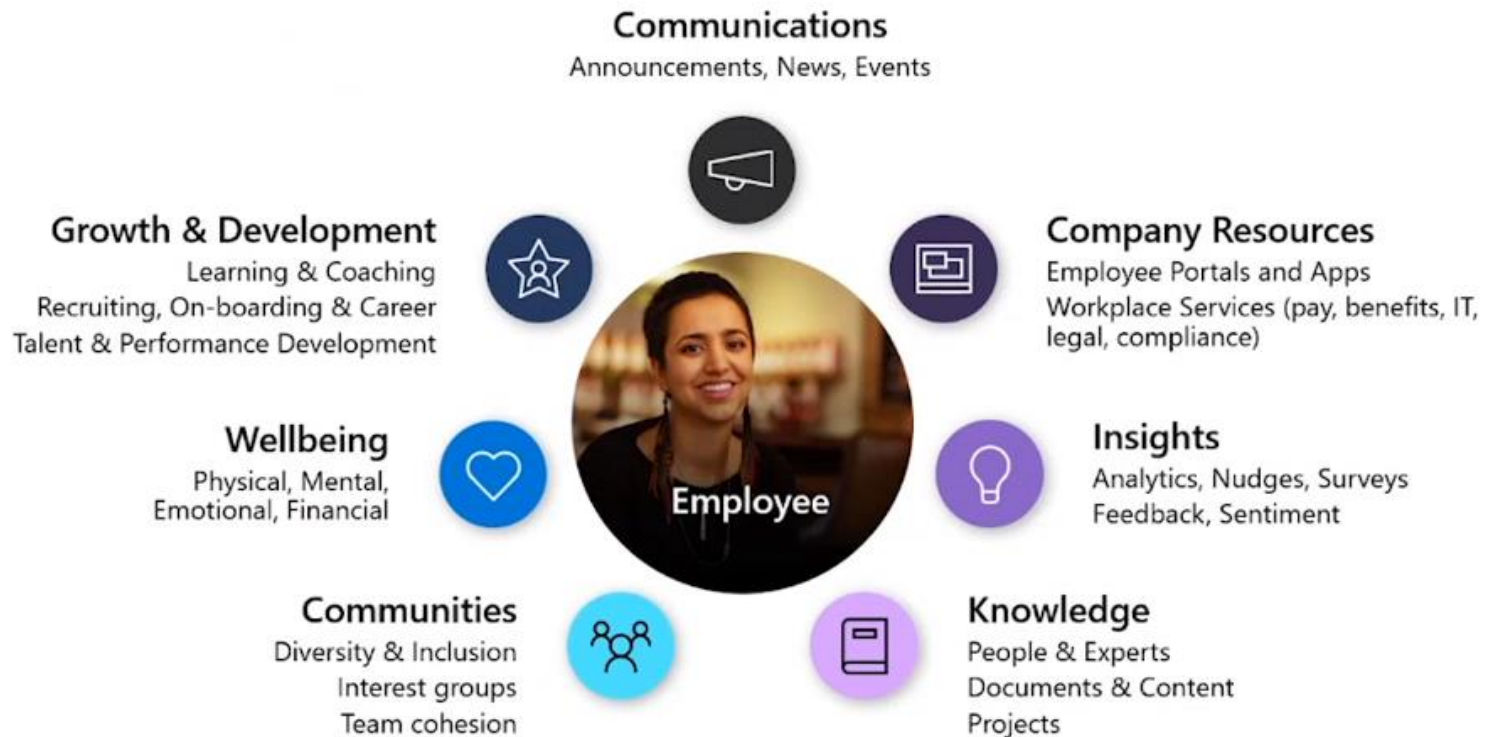 Communications
Announcements, News, Events
Growth & Development
Learning & Coaching
Recruiting, On-boarding & Career
Talent & Performance Development
Company Resources
Employee Portals and Apps
Workplace Services (pay, benefits, IT,
legal, compliance)
Wellbeing
Physical, Mental,
Emotional, Financial
Employee
Insights
Analytics, Nudges, Surveys
Feedback, Sentiment
Communities
Diversity & Inclusion
Interest groups
Team cohesion
Knowledge
People & Experts
Documents & Content
Projects